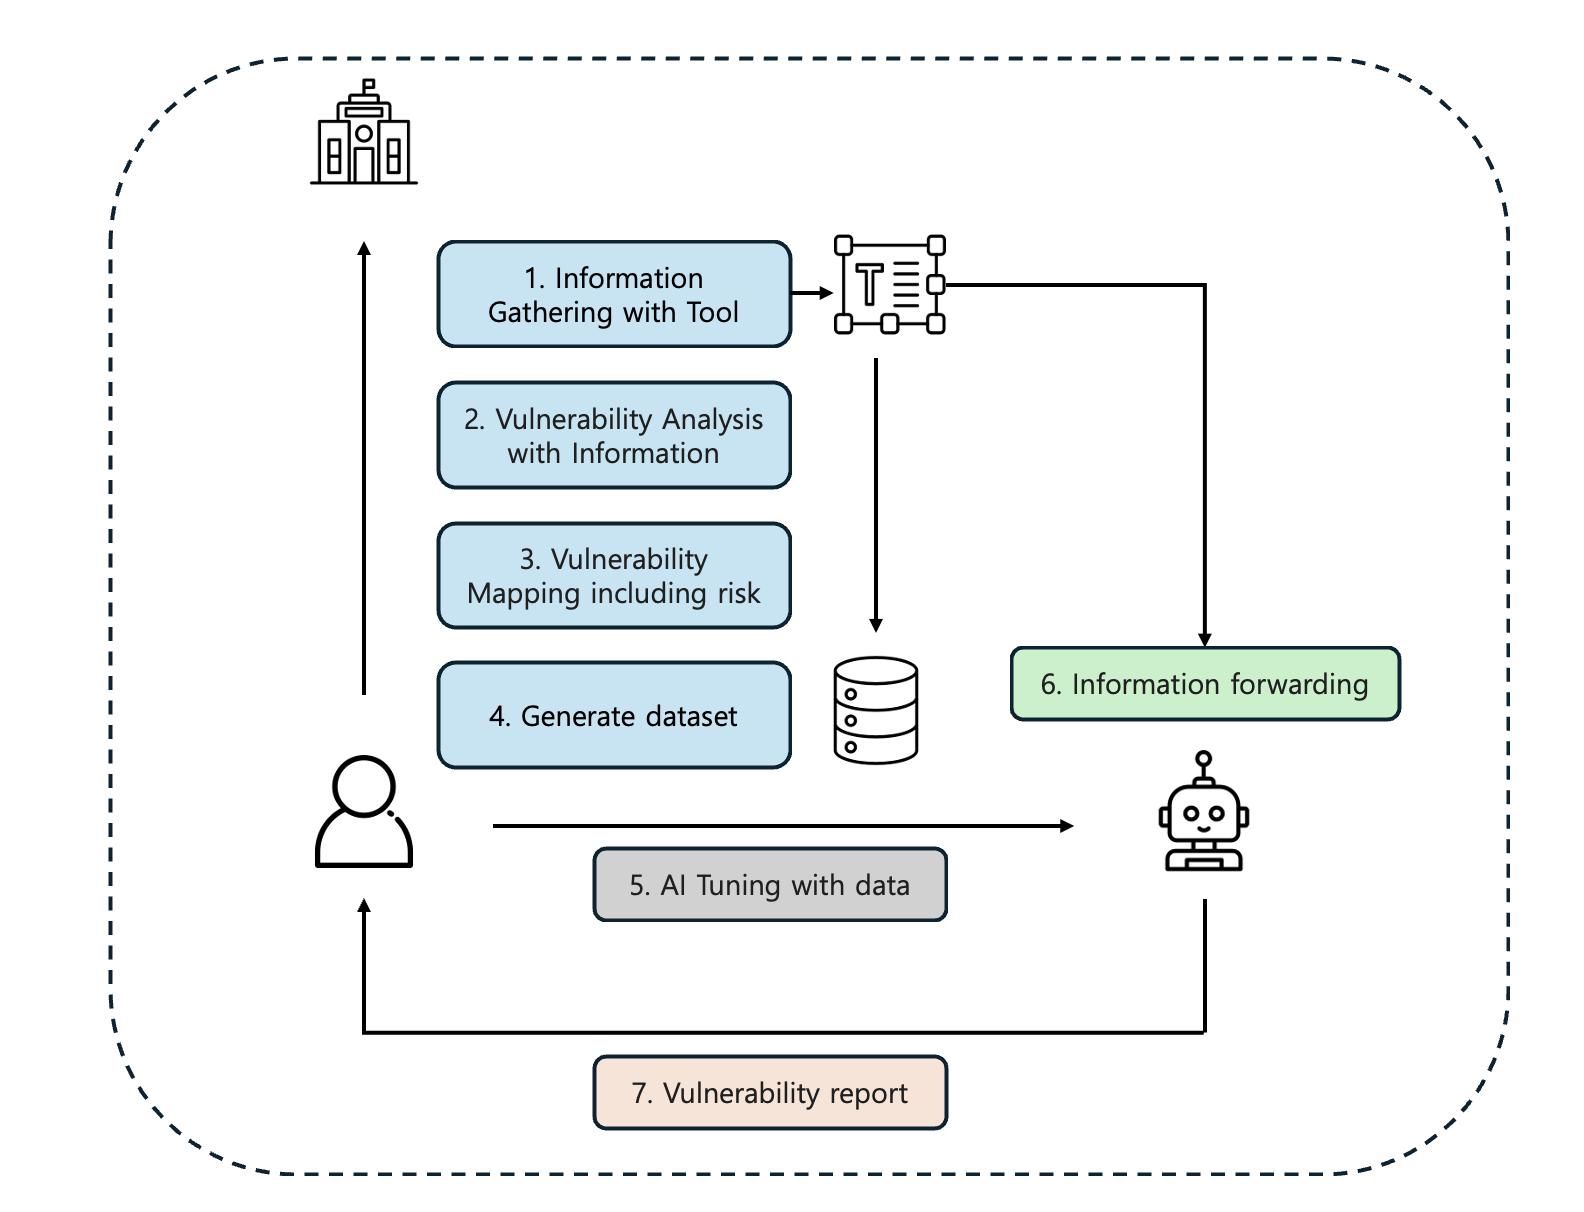 1. Information
Gathering with Tool
T
2. Vulnerability Analysis
with Information
3. Vulnerability
Mapping including risk
4. Generate dataset
6. Information forwarding
5. AI Tuning with data
7. Vulnerability report